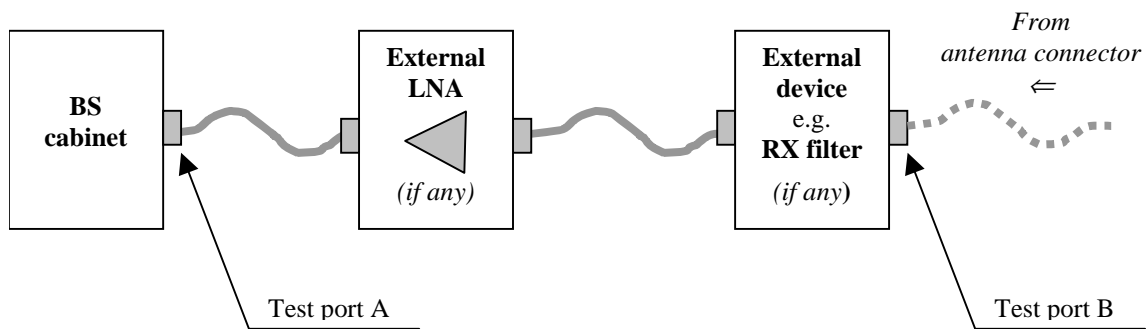 BS
cabinet
External
LNA
(if any)
External
device
e.g.
RX filter
(if any)
From
antenna connector
⇐
Test port A
Test port B